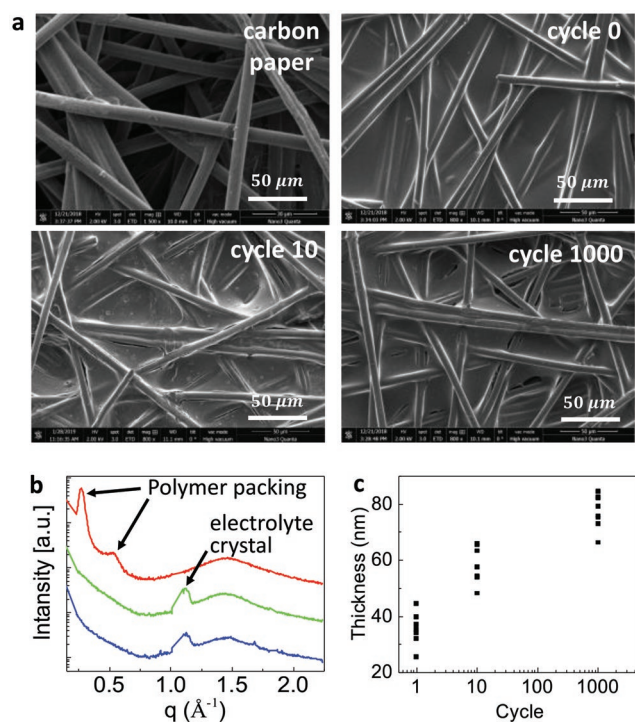 a
carbon
paper
50 μm
cycle 0
50 μm
cycle 10
50 μm
cycle 1000
50 μm
b
Polymer packing
electrolyte
crystal
Intansity [a.u.]
0.5 1.0 1.5 2.0
q (Å⁻¹)
c
Thickness (nm)
80
60
40
20
1 10 100 1000
Cycle